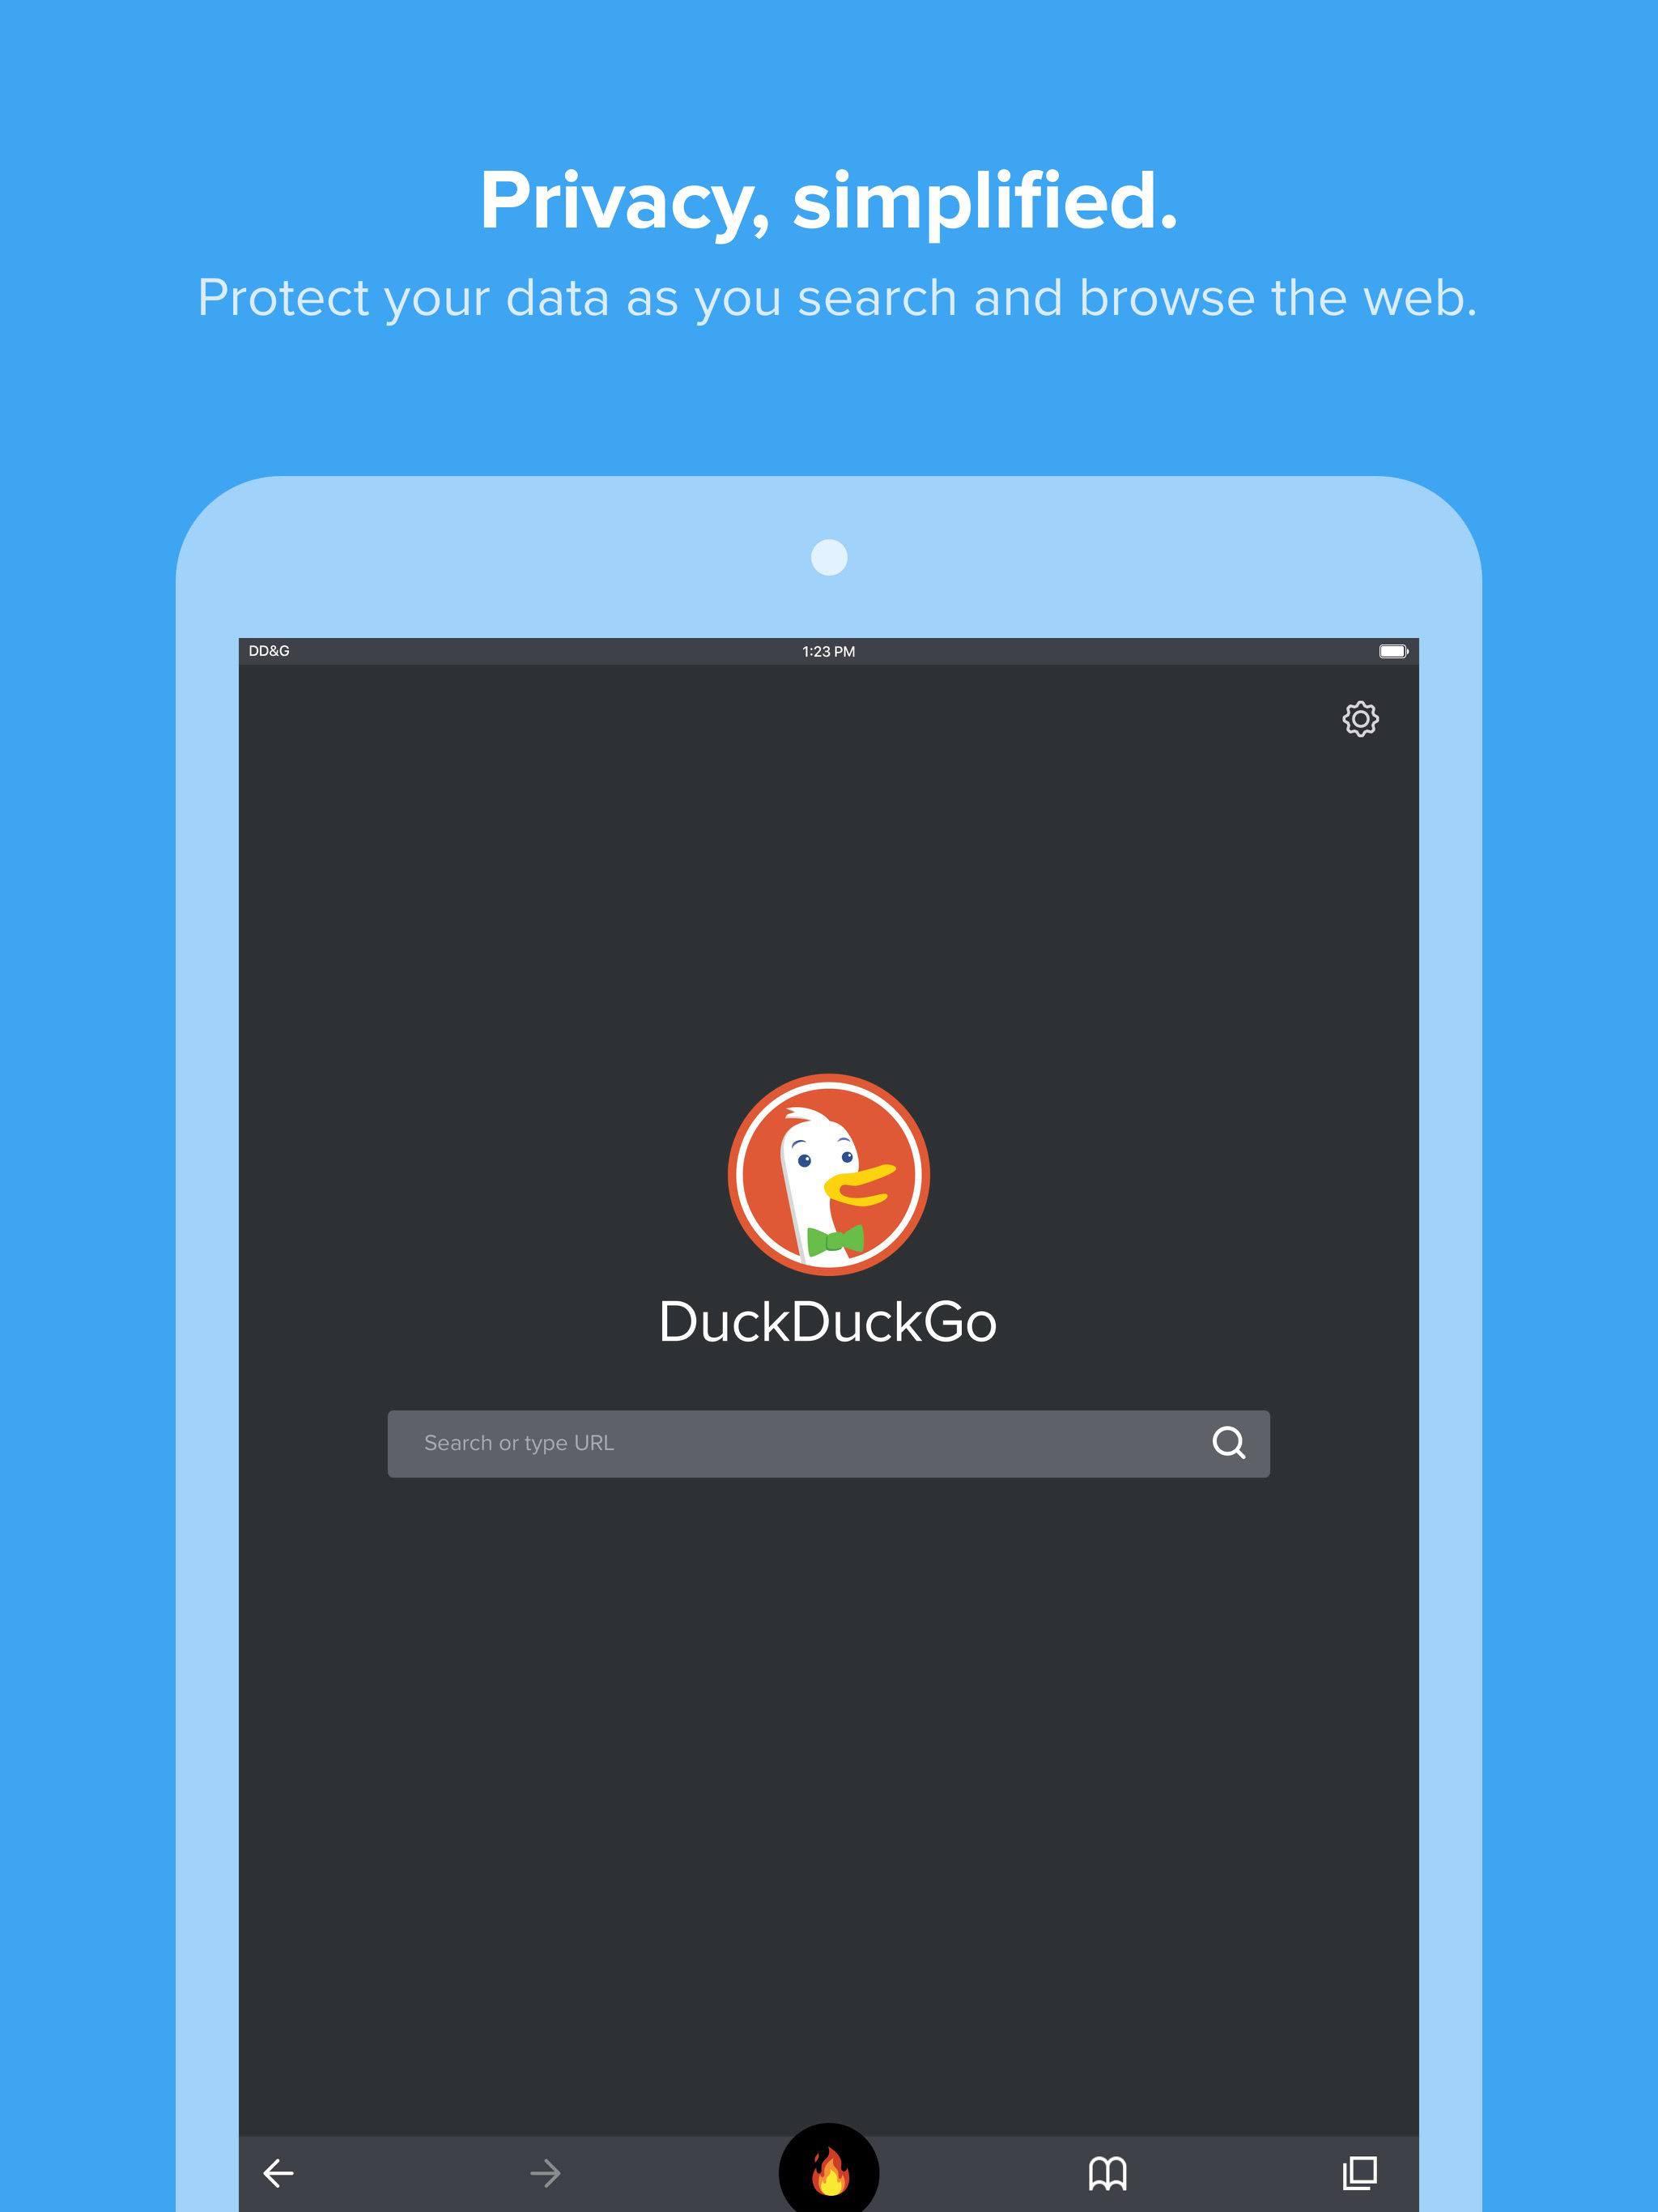 Privacy, simplified.
Protect your data as you search and browse the web.
DD&G
1:23 PM
DuckDuckGo
Search or type URL